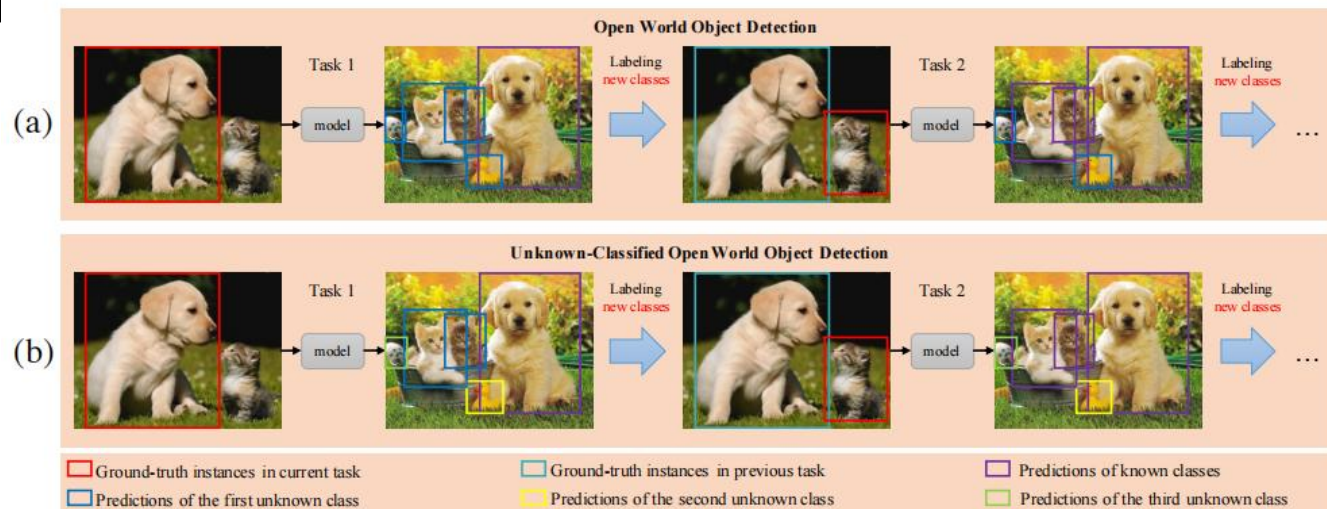 Open World Object Detection
(a)
Task 1
model
Labeling
new classes
Task 2
model
Labeling
new classes
...
Unknown-Classified Open World Object Detection
(b)
Task 1
model
Labeling
new classes
Task 2
model
Labeling
new classes
...
Ground-truth instances in current task
Ground-truth instances in previous task
Predictions of known classes
Predictions of the first unknown class
Predictions of the second unknown class
Predictions of the third unknown class